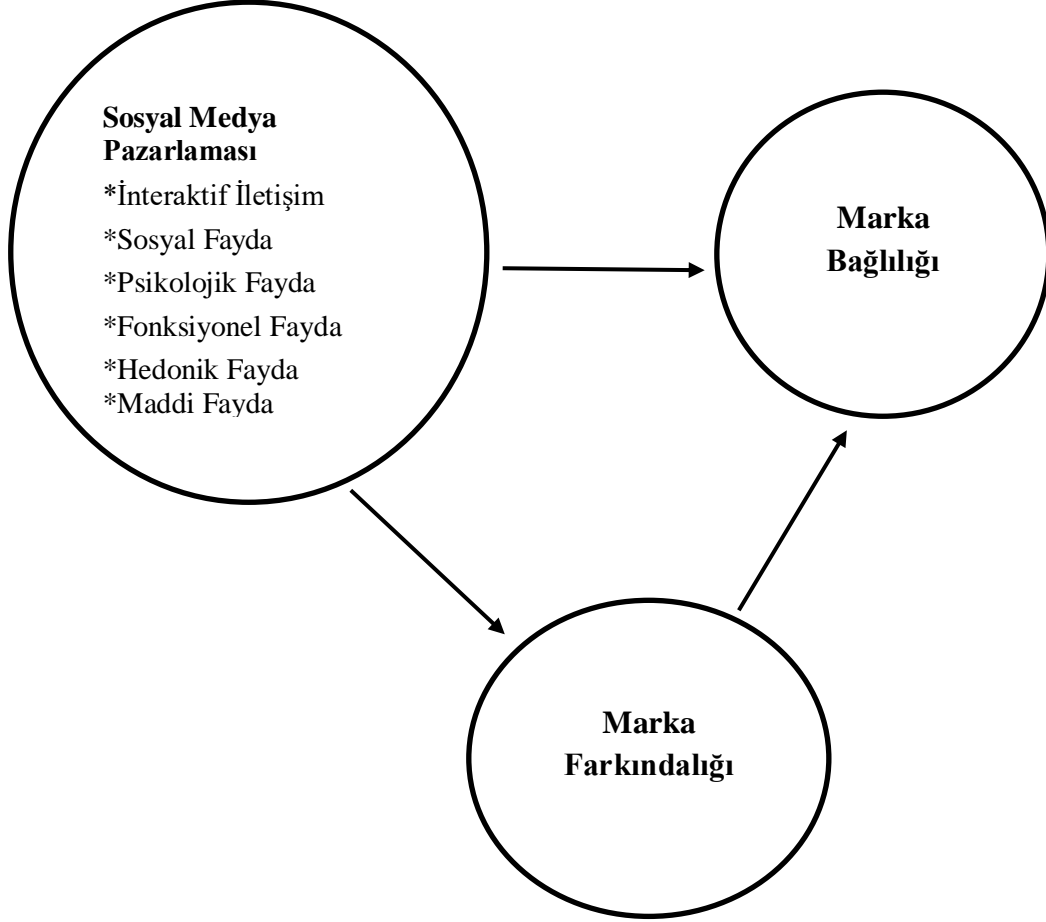 Sosyal Medya
Pazarlaması
*İnteraktif İletişim
*Sosyal Fayda
*Psikolojik Fayda
*Fonksiyonel Fayda
*Hedonik Fayda
*Maddi Fayda
Marka
Bağlılığı
Marka
Farkındalığı